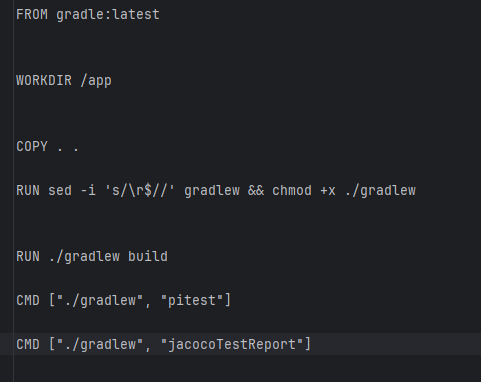 FROM gradle:latest
WORKDIR /app
COPY . .
RUN sed -i 's/\r$//' gradlew && chmod +x ./gradlew
RUN ./gradlew build
CMD ["./gradlew", "pitest"]
CMD ["./gradlew", "jacocoTestReport"]